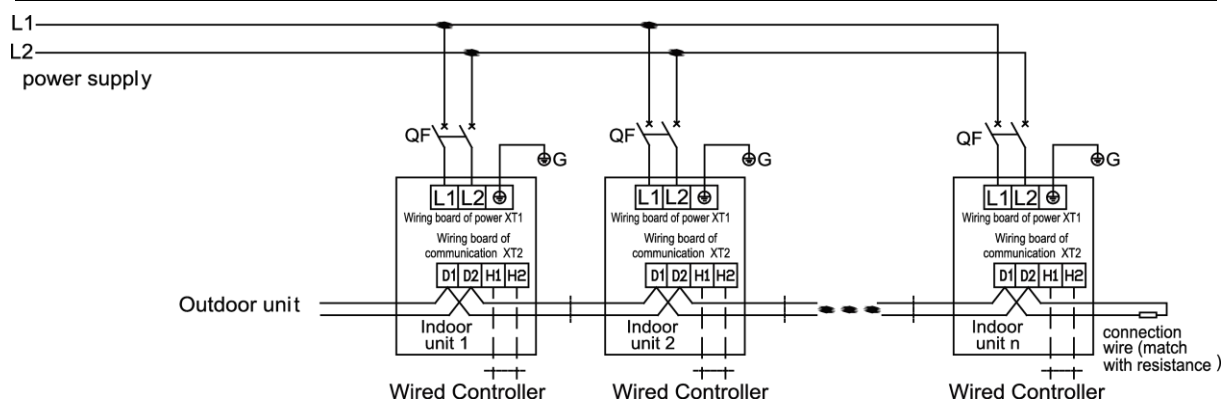 L1
L2
power supply
QF
G
QF
G
QF
G
L1 L2
Wiring board of power XT1
Wiring board of
communication XT2
D1 D2 H1 H2
L1 L2
Wiring board of power XT1
Wiring board of
communication XT2
D1 D2 H1 H2
L1 L2
Wiring board of power XT1
Wiring board of
communication XT2
D1 D2 H1 H2
Outdoor unit
Indoor
unit 1
Indoor
unit 2
Indoor
unit n
connection
wire (match
with resistance )
Wired Controller
Wired Controller
Wired Controller